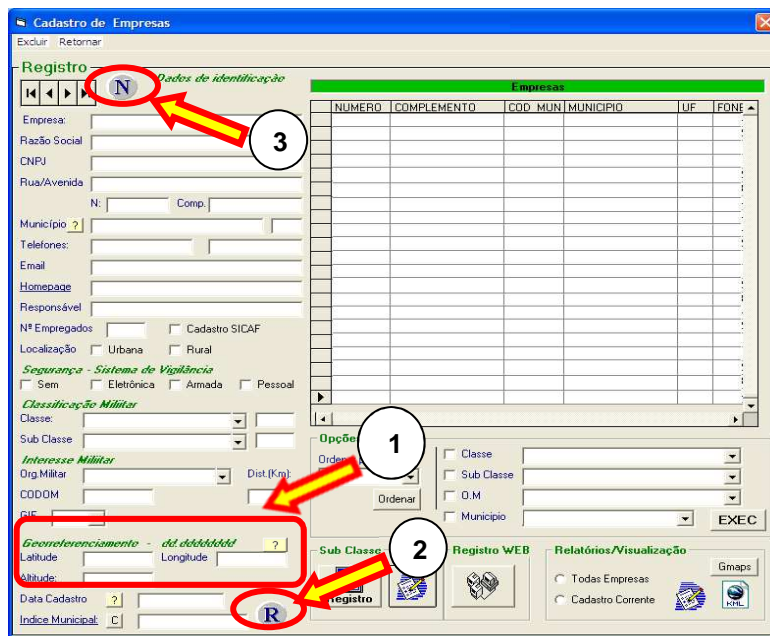 Cadastro de Empresas
Excluir Retornar
Registro
N
Dados de identificação
3
Empresa:
Razão Social
CNPJ
Rua/Avenida
N: Comp.
Município ?
Telefones:
Email
Homepage
Responsável
Nº Empregados Cadastro SICAF
Localização Urbana Rural
Segurança - Sistema de Vigilância
Sem Eletrônica Armada Pessoal
Classificação Militar
Classe:
Sub Classe
Interesse Militar
Org.Militar Dist.(Km):
CODOM
Georreferenciamento - dd.dddddddd ?
Latitude Longitude
Altitude:
Data Cadastro ?
Indice Municipal: C
R
Empresas
NUMERO COMPLEMENTO COD MUN MUNICIPIO UF FONE
1
Ordenar
Classe
Sub Classe
O.M
Municipio
EXEC
2
Sub Classe
Registro
Registro WEB
Relatórios/Visualização
Todas Empresas
Cadastro Corrente
Gmaps
KML